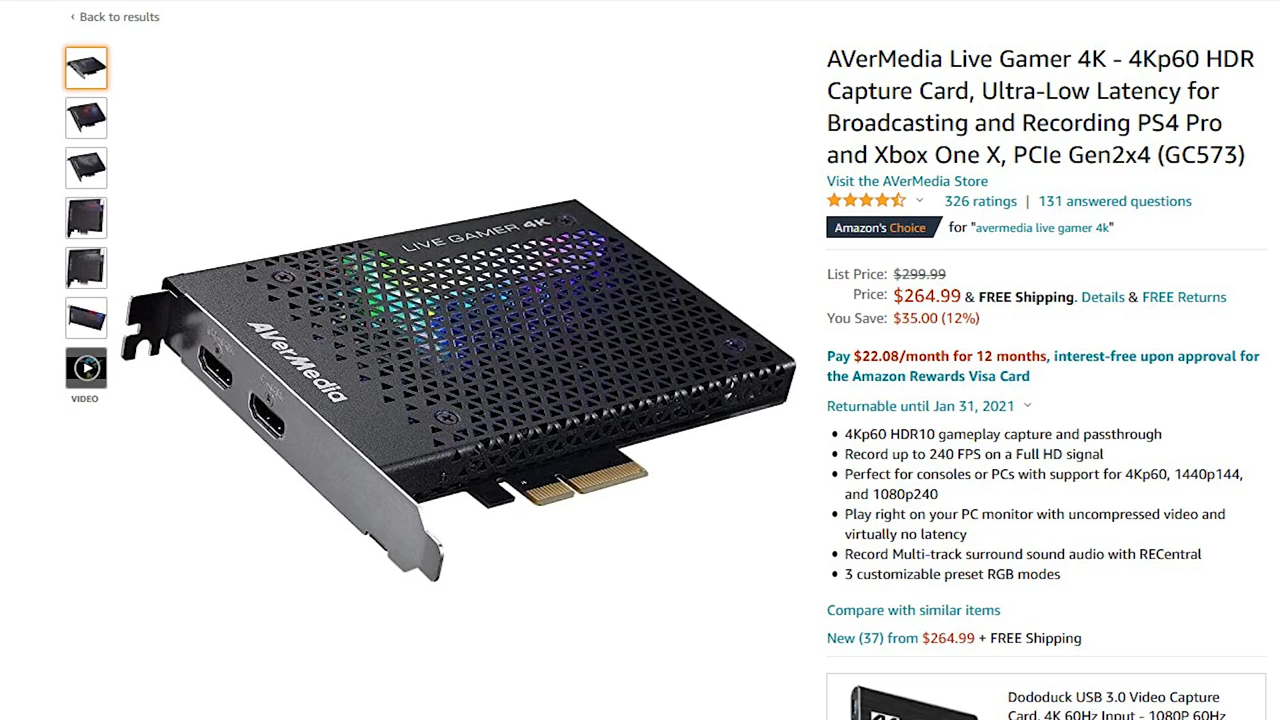 ‹ Back to results
VIDEO
LIVE GAMER 4K
AVerMedia
AVerMedia Live Gamer 4K - 4Kp60 HDR
Capture Card, Ultra-Low Latency for
Broadcasting and Recording PS4 Pro
and Xbox One X, PCIe Gen2x4 (GC573)
Visit the AVerMedia Store
326 ratings | 131 answered questions
Amazon's Choice for "avermedia live gamer 4k"
List Price: $299.99
Price: $264.99 & FREE Shipping. Details & FREE Returns
You Save: $35.00 (12%)
Pay $22.08/month for 12 months, interest-free upon approval for
the Amazon Rewards Visa Card
Returnable until Jan 31, 2021
• 4Kp60 HDR10 gameplay capture and passthrough
• Record up to 240 FPS on a Full HD signal
• Perfect for consoles or PCs with support for 4Kp60, 1440p144,
and 1080p240
• Play right on your PC monitor with uncompressed video and
virtually no latency
• Record Multi-track surround sound audio with RECentral
• 3 customizable preset RGB modes
Compare with similar items
New (37) from $264.99 + FREE Shipping
Dododuck USB 3.0 Video Capture
Card, 4K 60Hz Input - 1080P 60Hz